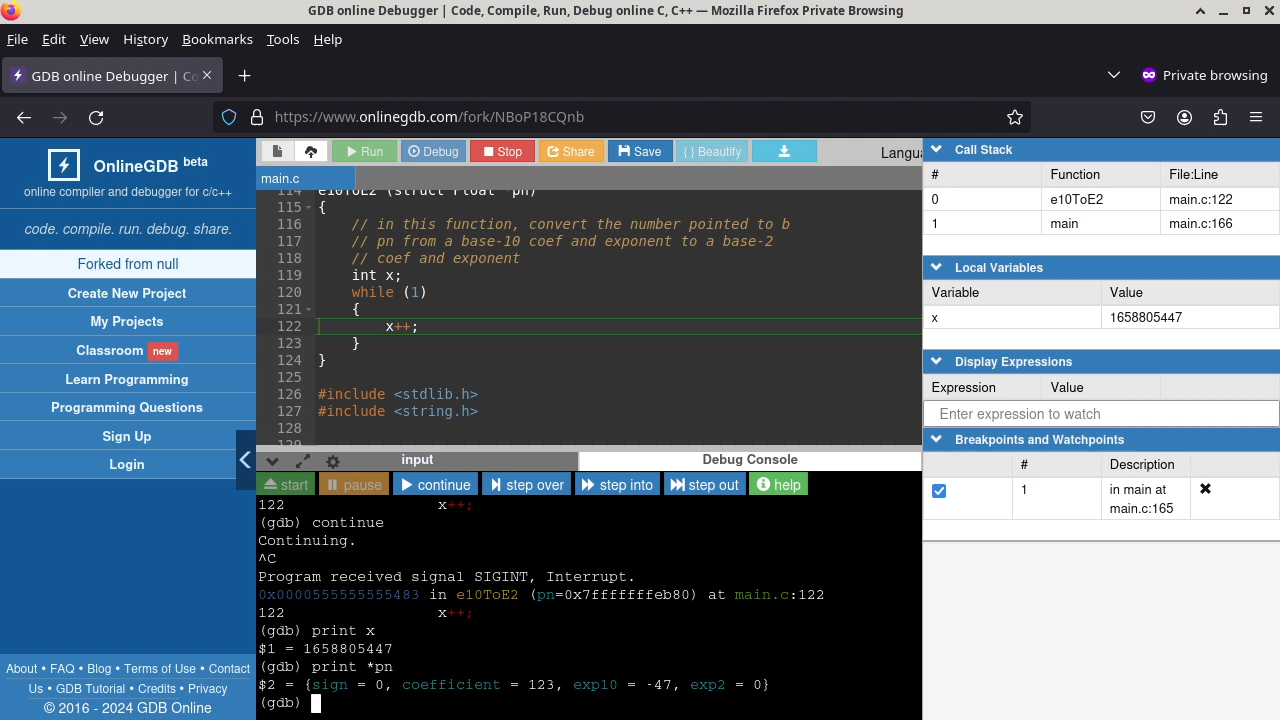 GDB online Debugger | Code, Compile, Run, Debug online C, C++ — Mozilla Firefox Private Browsing
File Edit View History Bookmarks Tools Help
GDB online Debugger | Co
Private browsing
https://www.onlinegdb.com/fork/NBoP18CQnb
OnlineGDB beta
online compiler and debugger for c/c++
code. compile. run. debug. share.
Forked from null
Create New Project
My Projects
Classroom new
Learn Programming
Programming Questions
Sign Up
Login
About • FAQ • Blog • Terms of Use • Contact
Us • GDB Tutorial • Credits • Privacy
© 2016 - 2024 GDB Online
Run Debug Stop Share Save { } Beautify
Langua
main.c
114 e10ToE2 (struct Float *pn)
115 {
116 // in this function, convert the number pointed to b
117 // pn from a base-10 coef and exponent to a base-2
118 // coef and exponent
119 int x;
120 while (1)
121 {
122 x++;
123 }
124 }
125
126 #include <stdlib.h>
127 #include <string.h>
128
129
input Debug Console
start pause continue step over step into step out help
122 x++;
(gdb) continue
Continuing.
^C
Program received signal SIGINT, Interrupt.
0x0000555555555483 in e10ToE2 (pn=0x7fffffffeb80) at main.c:122
122 x++;
(gdb) print x
$1 = 1658805447
(gdb) print *pn
$2 = {sign = 0, coefficient = 123, exp10 = -47, exp2 = 0}
(gdb)
Call Stack
# Function File:Line
0 e10ToE2 main.c:122
1 main main.c:166
Local Variables
Variable Value
x 1658805447
Display Expressions
Expression Value
Enter expression to watch
Breakpoints and Watchpoints
# Description
1 in main at
main.c:165